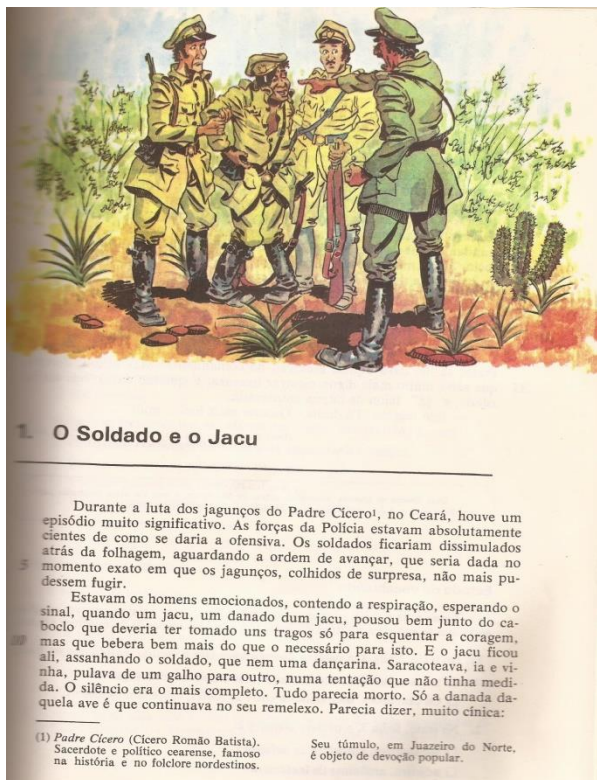 1. O Soldado e o Jacu
Durante a luta dos jagunços do Padre Cícero¹, no Ceará, houve um
episódio muito significativo. As forças da Polícia estavam absolutamente
cientes de como se daria a ofensiva. Os soldados ficariam dissimulados
atrás da folhagem, aguardando a ordem de avançar, que seria dada no
5 momento exato em que os jagunços, colhidos de surpresa, não mais pu-
dessem fugir.
Estavam os homens emocionados, contendo a respiração, esperando o
sinal, quando um jacu, um danado dum jacu, pousou bem junto do ca-
boclo que deveria ter tomado uns tragos só para esquentar a coragem,
10 mas que bebera bem mais do que o necessário para isto. E o jacu ficou
ali, assanhando o soldado, que nem uma dançarina. Saracoteava, ia e vi-
nha, pulava de um galho para outro, numa tentação que não tinha medi-
da. O silêncio era o mais completo. Tudo parecia morto. Só a danada da-
quela ave é que continuava no seu remelexo. Parecia dizer, muito cínica:
(1) Padre Cícero (Cícero Romão Batista).
Sacerdote e político cearense, famoso
na história e no folclore nordestinos.
Seu túmulo, em Juazeiro do Norte,
é objeto de devoção popular.